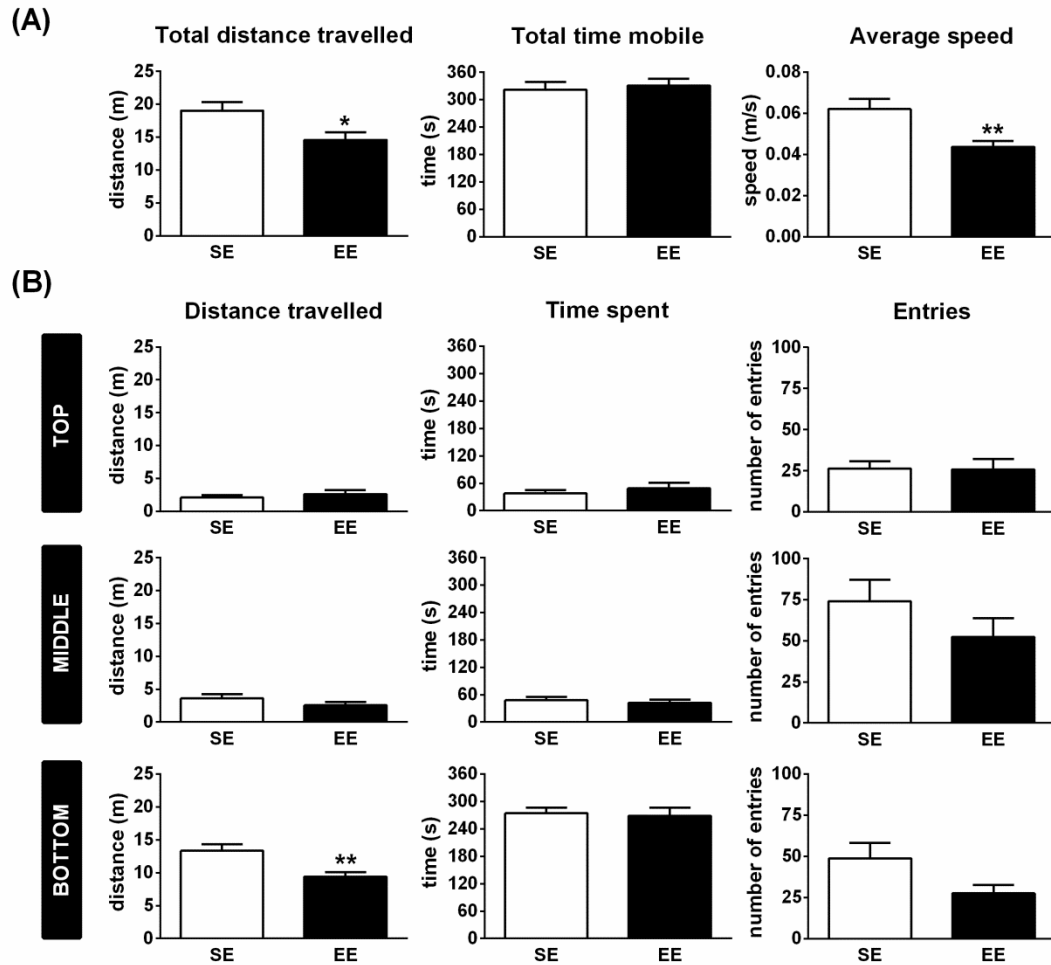 (A)
Total distance travelled
Total time mobile
Average speed
distance (m)
25
20
15
10
5
0
*
SE
EE
time (s)
360
300
240
180
120
60
0
SE
EE
speed (m/s)
0.08
0.06
0.04
0.02
0.00
**
SE
EE
(B)
Distance travelled
Time spent
Entries
TOP
distance (m)
25
20
15
10
5
0
SE
EE
time (s)
360
300
240
180
120
60
0
SE
EE
number of entries
100
75
50
25
0
SE
EE
MIDDLE
distance (m)
25
20
15
10
5
0
SE
EE
time (s)
360
300
240
180
120
60
0
SE
EE
number of entries
100
75
50
25
0
SE
EE
BOTTOM
distance (m)
25
20
15
10
5
0
**
SE
EE
time (s)
360
300
240
180
120
60
0
SE
EE
number of entries
100
75
50
25
0
SE
EE